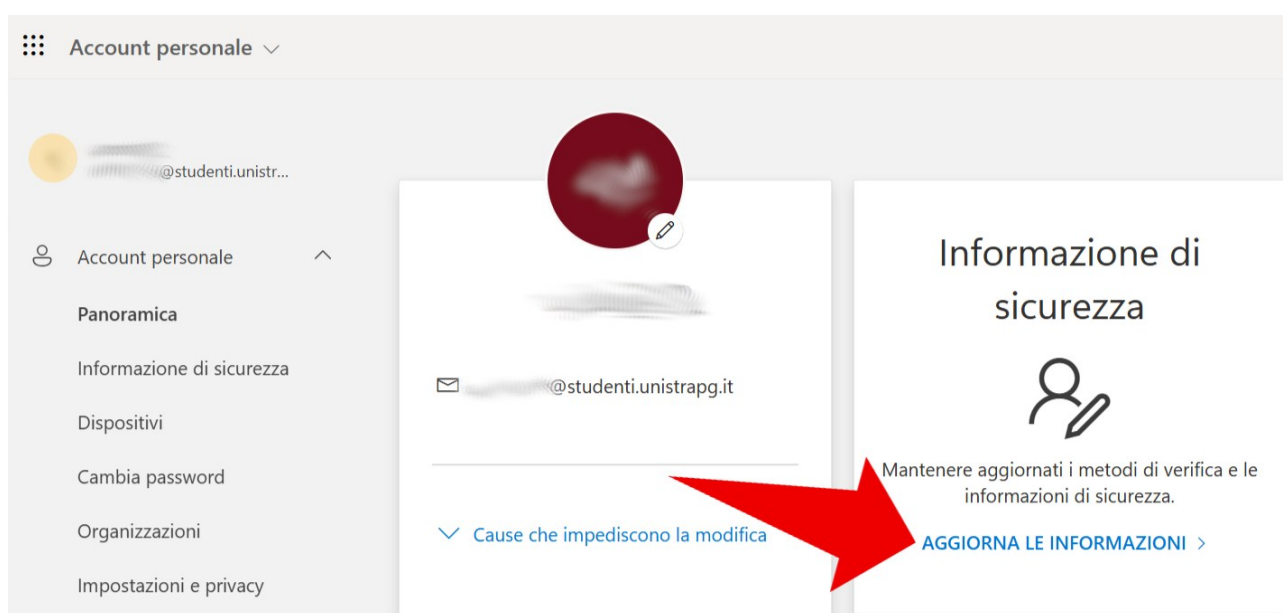 Account personale
@studenti.unistr...
Account personale
Panoramica
Informazione di sicurezza
Dispositivi
Cambia password
Organizzazioni
Impostazioni e privacy
@studenti.unistrapg.it
Cause che impediscono la modifica
Informazione di
sicurezza
Mantenere aggiornati i metodi di verifica e le
informazioni di sicurezza.
AGGIORNA LE INFORMAZIONI